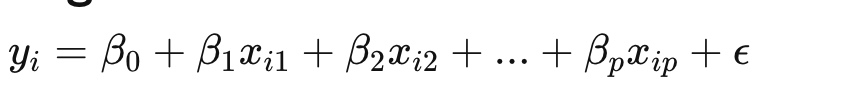 yᵢ = β₀ + β₁xᵢ₁ + β₂xᵢ₂ + ... + βₚxᵢₚ + ϵ